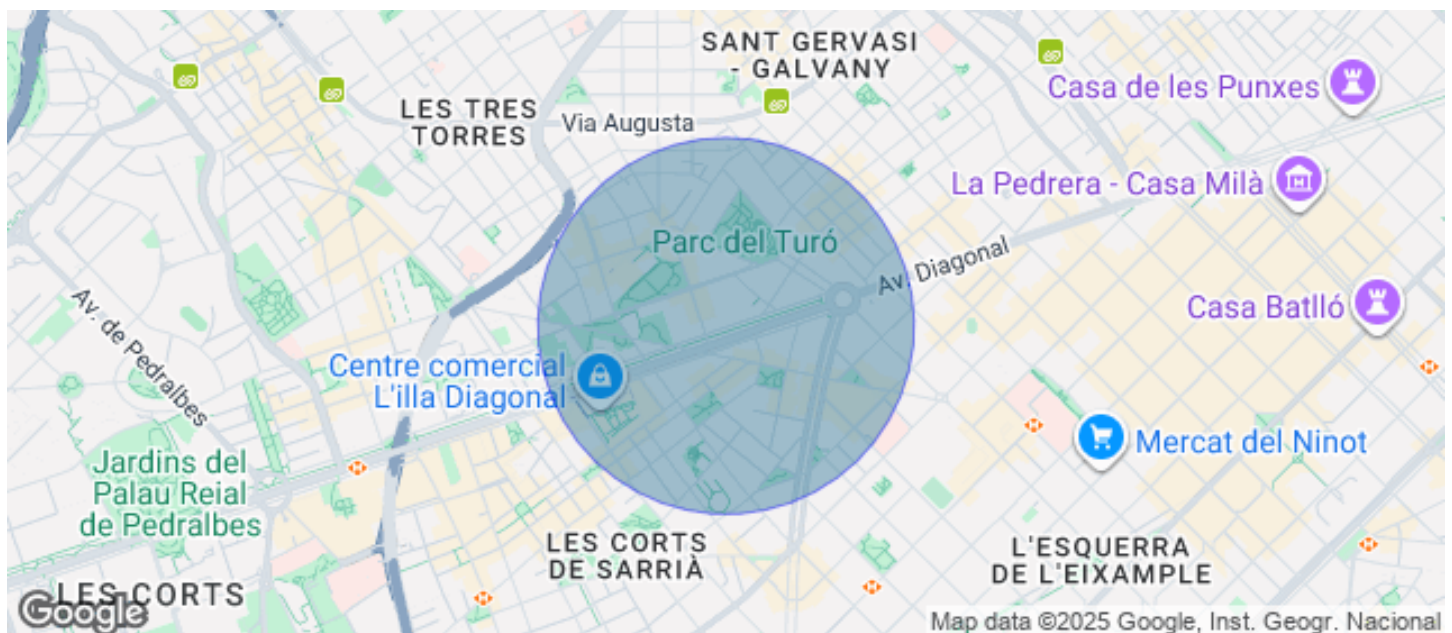 SANT GERVASI
- GALVANY
Casa de les Punxes
LES TRES
TORRES
Via Augusta
La Pedrera - Casa Milà
Parc del Turó
Av. Diagonal
Casa Batlló
Av. de Pedralbes
Centre comercial
L'illa Diagonal
Mercat del Ninot
Jardins del
Palau Reial
de Pedralbes
LES CORTS
DE SARRIÀ
L'ESQUERRA
DE L'EIXAMPLE
LES CORTS
Google
Map data ©2025 Google, Inst. Geogr. Nacional